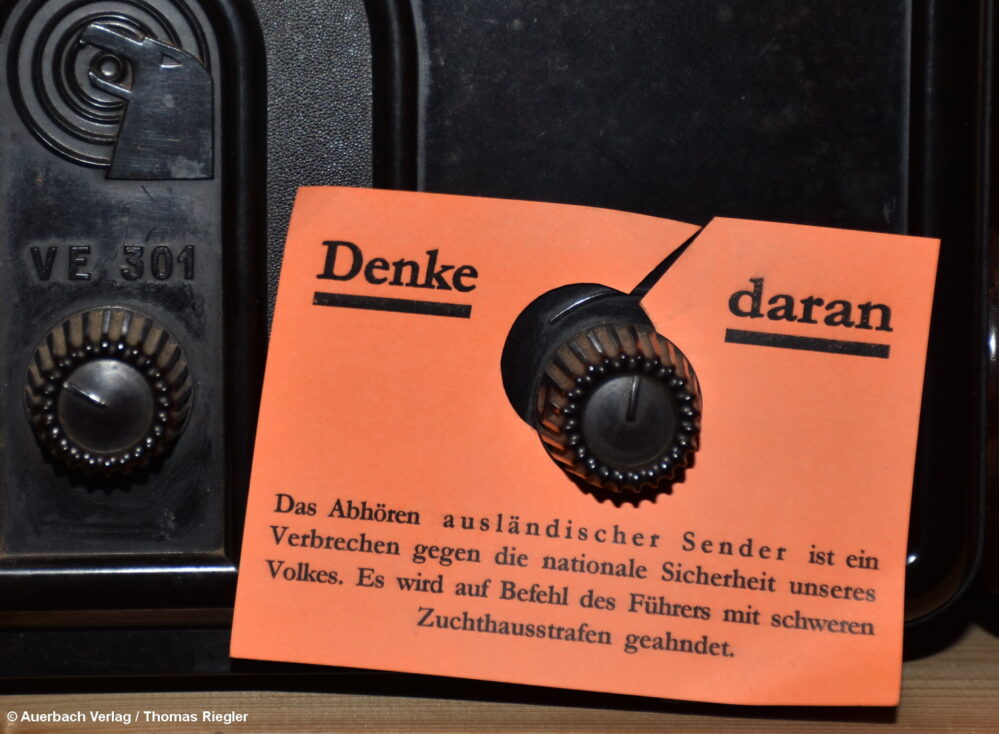 VE 301
Denke daran
Das Abhören ausländischer Sender ist ein
Verbrechen gegen die nationale Sicherheit unseres
Volkes. Es wird auf Befehl des Führers mit schweren
Zuchthausstrafen geahndet.
© Auerbach Verlag / Thomas Riegler